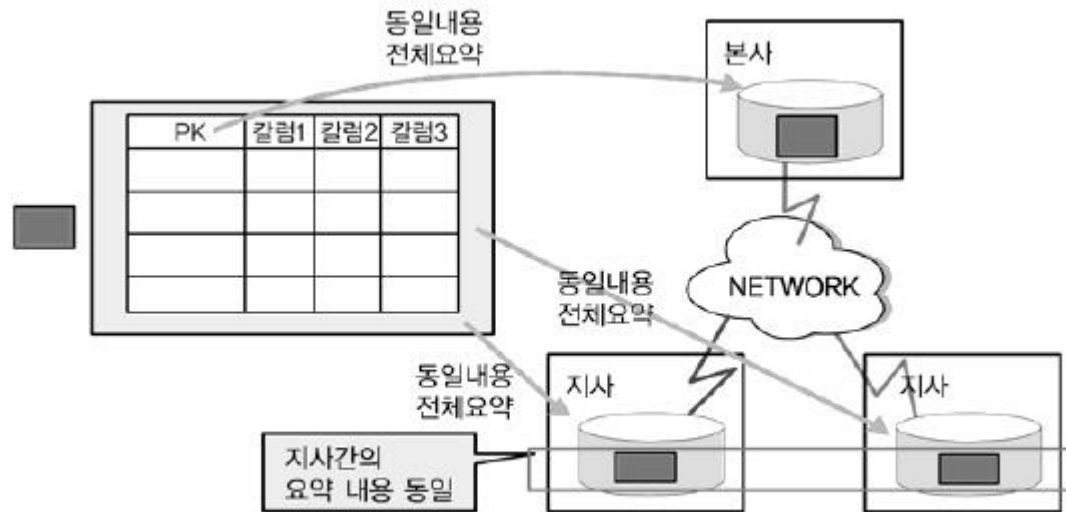 동일내용
전체요약
본사
PK 칼럼1 칼럼2 칼럼3
NETWORK
동일내용
전체요약
동일내용
전체요약
지사
지사
지사간의
요약 내용 동일